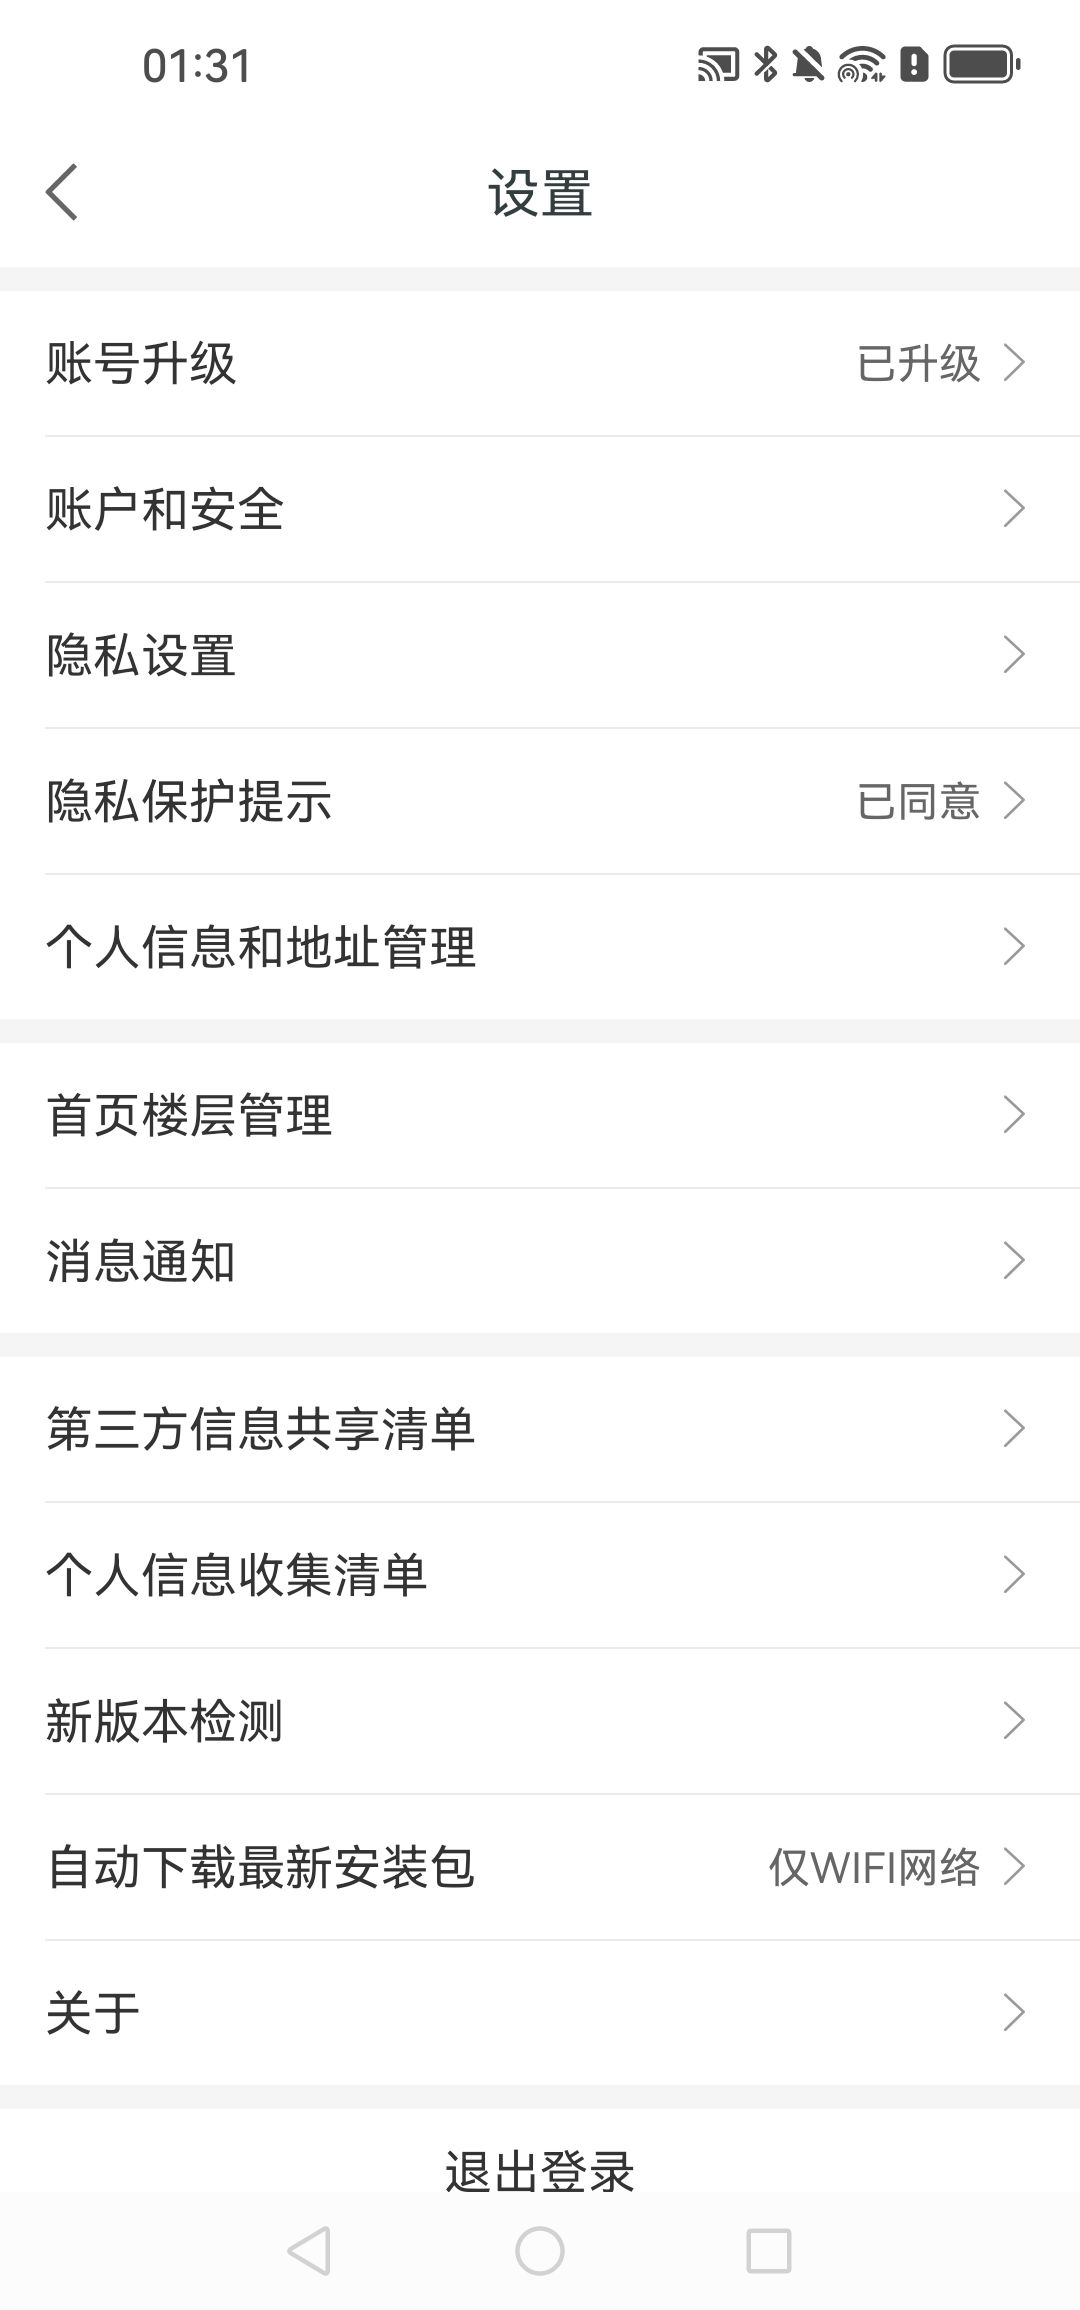 01:31
设置
账号升级 已升级
账户和安全
隐私设置
隐私保护提示 已同意
个人信息和地址管理
首页楼层管理
消息通知
第三方信息共享清单
个人信息收集清单
新版本检测
自动下载最新安装包 仅WIFI网络
关于
退出登录